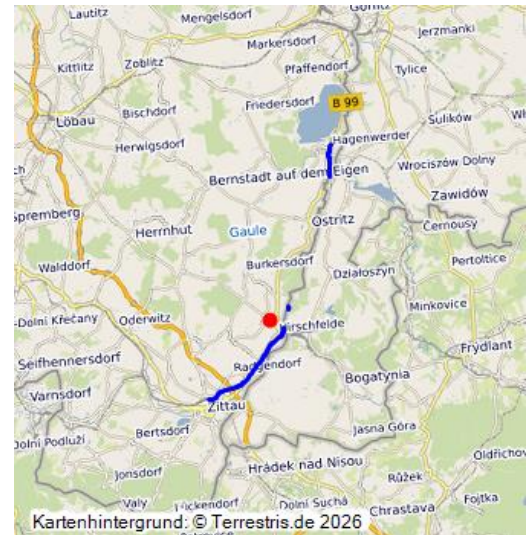 Lautitz
Mengelsdorf
Görlitz
Markersdorf
Jerzmanki
Kittlitz
Zoblitz
Pfaffendorf
Tylice
Löbau
Bischdorf
Friedersdorf
B 99
Sulików
Herwigsdorf
Hagenwerder
Wrociszów Dolny
Bernstadt auf dem Eigen
Zawidów
Spremberg
Herrnhut
Gaule
Ostritz
Černousy
Walddorf
Burkersdorf
Działoszyn
Pertoltice
-Dolní Křečany
Oderwitz
Hirschfelde
Minkovice
Seifhennersdorf
Radgendorf
Frýdlant
Varnsdorf
Zittau
Bogatynia
Dolní Podluží
Bertsdorf
Jasná Góra
Oldřichov
Jonsdorf
Hrádek nad Nisou
Růžek
Valy
Lückendorf
Dolní Suchá
Chrastava
Fojtka
Kartenhintergrund: © Terrestris.de 2026